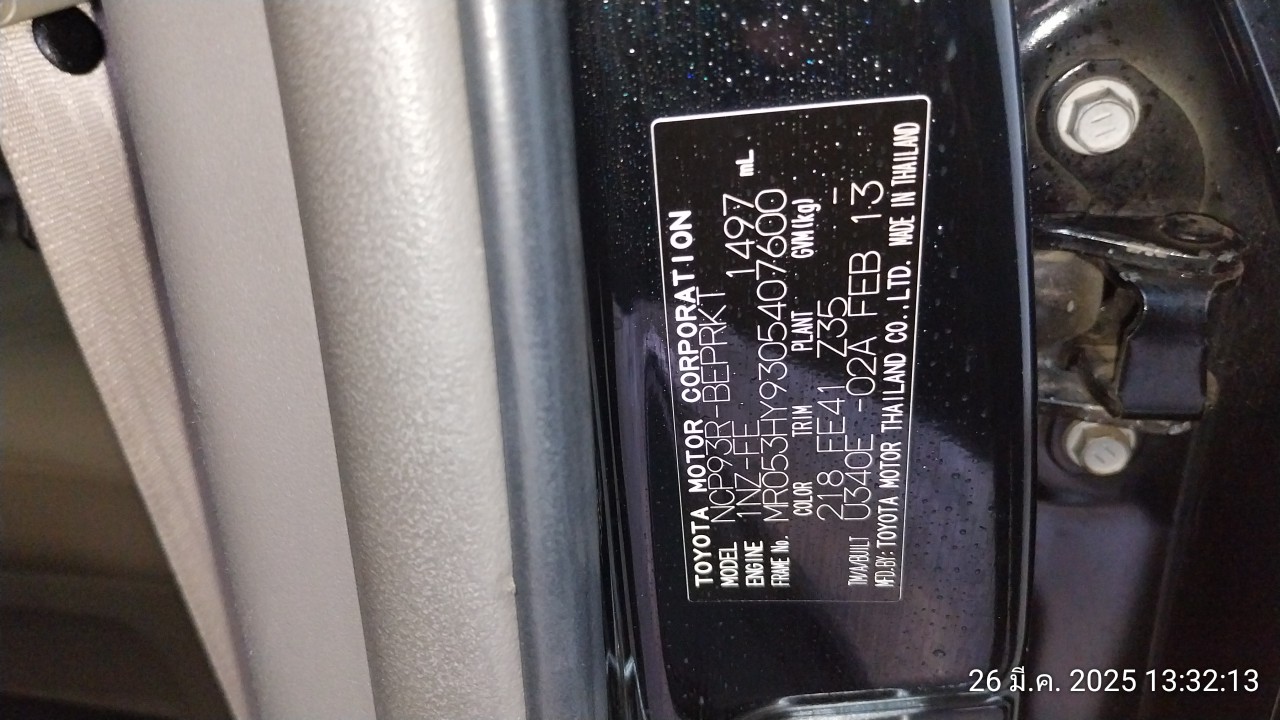 TOYOTA MOTOR CORPORATION
MODEL NCP93R-BEPRKT
ENGINE 1NZ-FE 1497 mL
FRAME No. MR053HY9305407600
COLOR TRIM PLANT GVM(kg)
218 FE41 Z35 --
T/A/BUILT U340E -02A FEB 13
MFD.BY: TOYOTA MOTOR THAILAND CO.,LTD. MADE IN THAILAND
26 มี.ค. 2025 13:32:13